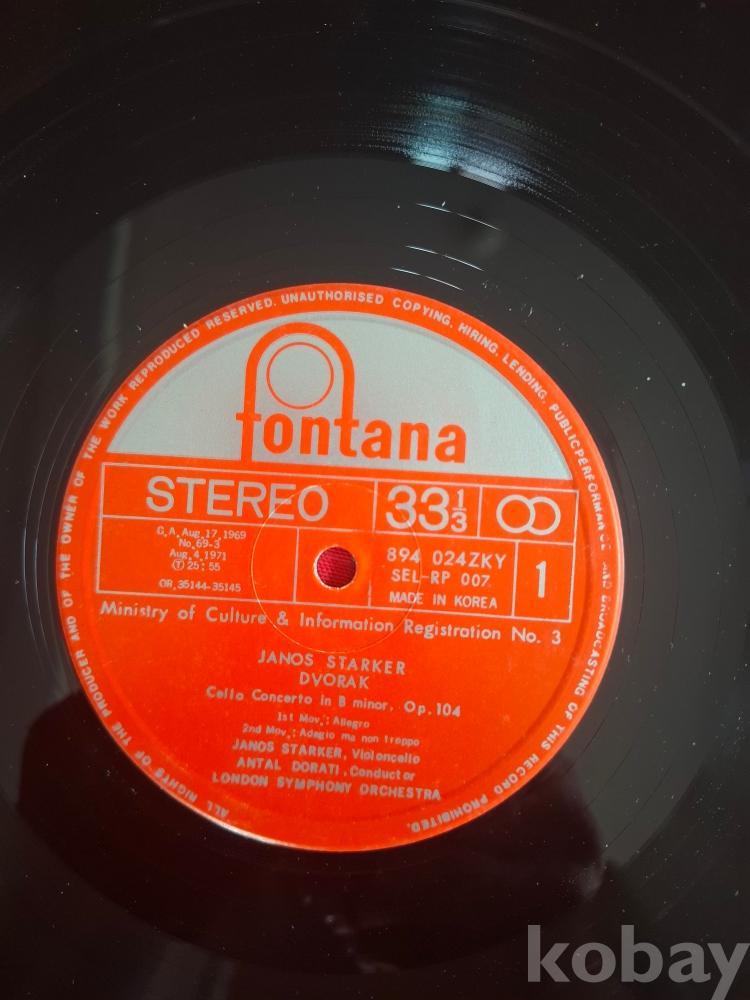 ALL RIGHTS OF THE PRODUCER AND OF THE OWNER OF THE WORK REPRODUCED RESERVED. UNAUTHORISED COPYING, HIRING, LENDING, PUBLIC PERFORMANCE AND BROADCASTING OF THIS RECORD PROHIBITED.
fontana
STEREO
33 1/3
G.A. Aug. 17, 1969
No. 69-3
Aug. 4, 1971
Ⓣ 25:55
OR. 35144-35145
894 024ZKY
SEL-RP 007
MADE IN KOREA
1
Ministry of Culture & Information Registration No. 3
JANOS STARKER
DVORAK
Cello Concerto in B minor. Op. 104
1st Mov.: Allegro
2nd Mov.: Adagio ma non troppo
JANOS STARKER, Violoncello
ANTAL DORATI, Conductor
LONDON SYMPHONY ORCHESTRA
kobay